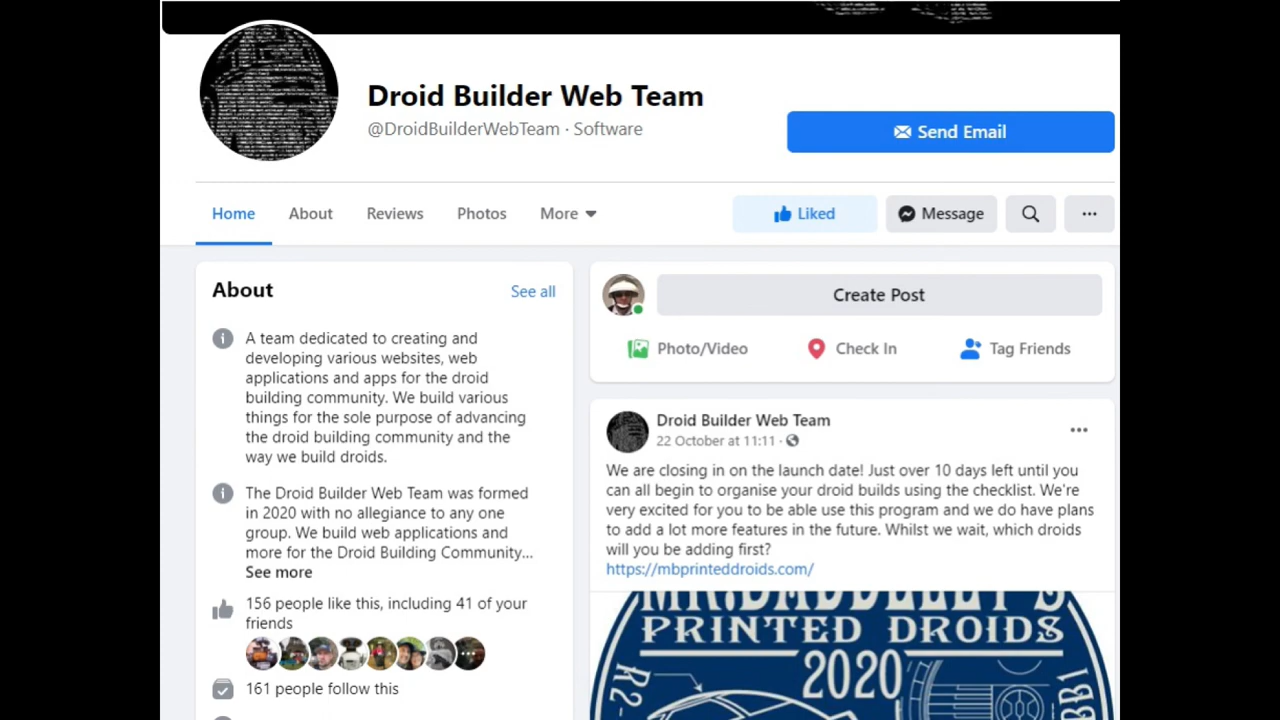 Droid Builder Web Team
@DroidBuilderWebTeam · Software
Send Email
Home
About
Reviews
Photos
More
Liked
Message
About
See all
A team dedicated to creating and
developing various websites, web
applications and apps for the droid
building community. We build various
things for the sole purpose of advancing
the droid building community and the
way we build droids.
The Droid Builder Web Team was formed
in 2020 with no allegiance to any one
group. We build web applications and
more for the Droid Building Community...
See more
156 people like this, including 41 of your
friends
161 people follow this
Create Post
Photo/Video
Check In
Tag Friends
Droid Builder Web Team
22 October at 11:11 ·
We are closing in on the launch date! Just over 10 days left until you
can all begin to organise your droid builds using the checklist. We're
very excited for you to be able use this program and we do have plans
to add a lot more features in the future. Whilst we wait, which droids
will you be adding first?
https://mbprinteddroids.com/
MR.BADDELEY'S
PRINTED DROIDS
2020
R2-
BB1